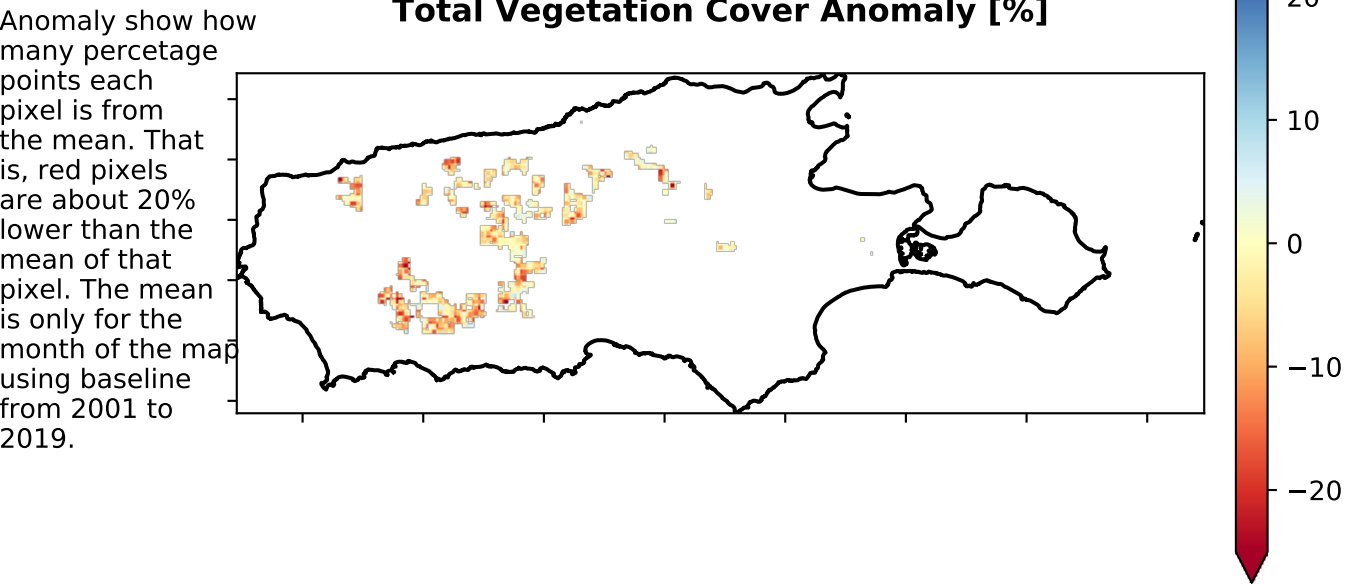 Total Vegetation Cover Anomaly [%]
Anomaly show how
many percetage
points each
pixel is from
the mean. That
is, red pixels
are about 20%
lower than the
mean of that
pixel. The mean
is only for the
month of the map
using baseline
from 2001 to
2019.
20
10
0
−10
−20